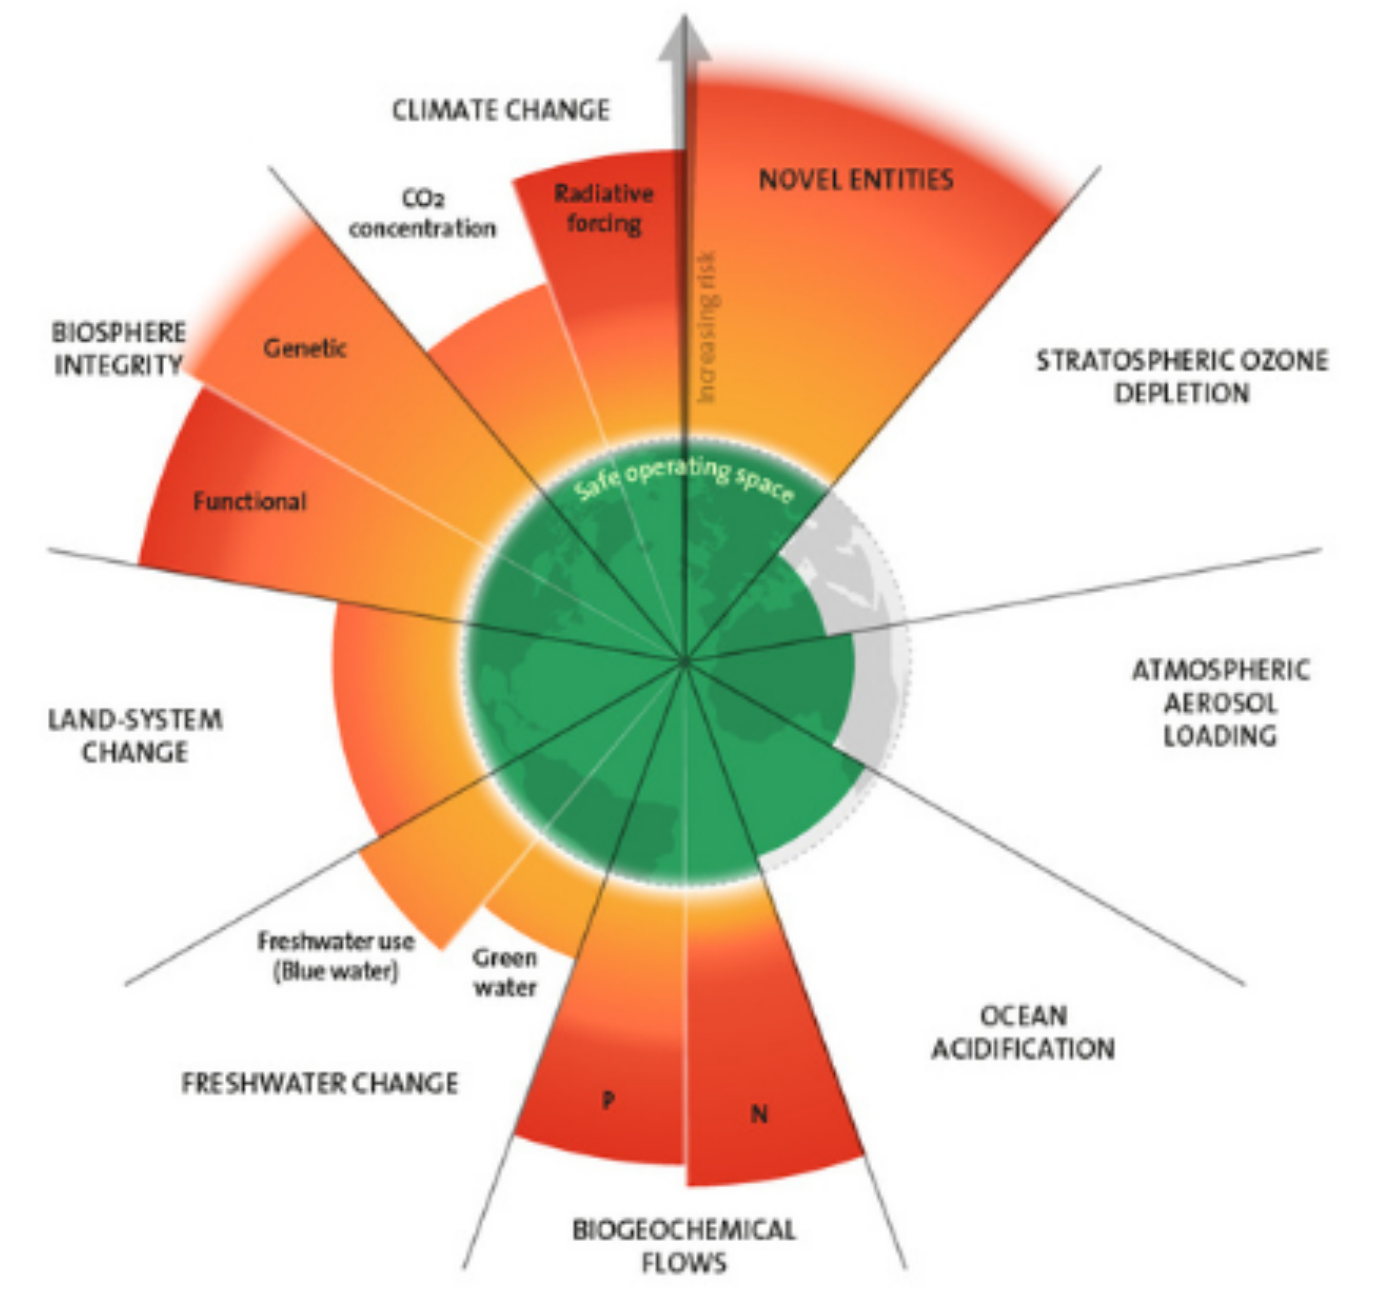 CLIMATE CHANGE
CO2
concentration
Radiative
forcing
Increasing risk
NOVEL ENTITIES
STRATOSPHERIC OZONE
DEPLETION
ATMOSPHERIC
AEROSOL
LOADING
OCEAN
ACIDIFICATION
BIOGEOCHEMICAL
FLOWS
P
N
FRESHWATER CHANGE
Freshwater use
(Blue water)
Green
water
LAND-SYSTEM
CHANGE
BIOSPHERE
INTEGRITY
Genetic
Functional
Safe operating space